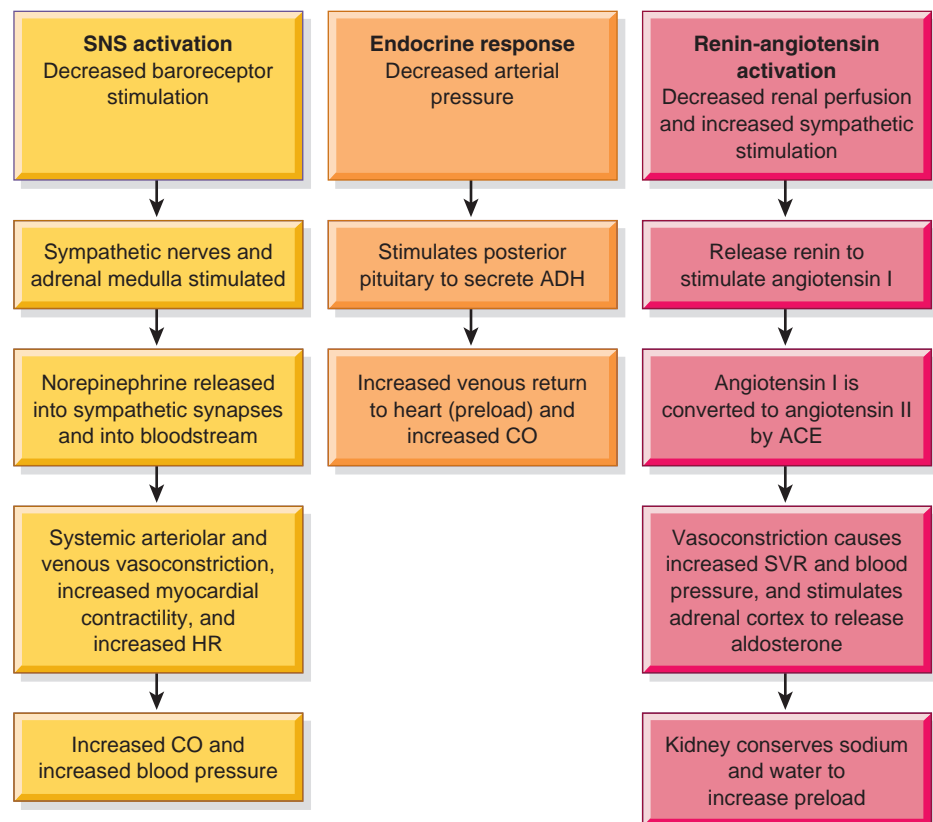 SNS activation
Decreased baroreceptor
stimulation
Sympathetic nerves and
adrenal medulla stimulated
Norepinephrine released
into sympathetic synapses
and into bloodstream
Systemic arteriolar and
venous vasoconstriction,
increased myocardial
contractility, and
increased HR
Increased CO and
increased blood pressure
Endocrine response
Decreased arterial
pressure
Stimulates posterior
pituitary to secrete ADH
Increased venous return
to heart (preload) and
increased CO
Renin-angiotensin
activation
Decreased renal perfusion
and increased sympathetic
stimulation
Release renin to
stimulate angiotensin I
Angiotensin I is
converted to angiotensin II
by ACE
Vasoconstriction causes
increased SVR and blood
pressure, and stimulates
adrenal cortex to release
aldosterone
Kidney conserves sodium
and water to
increase preload